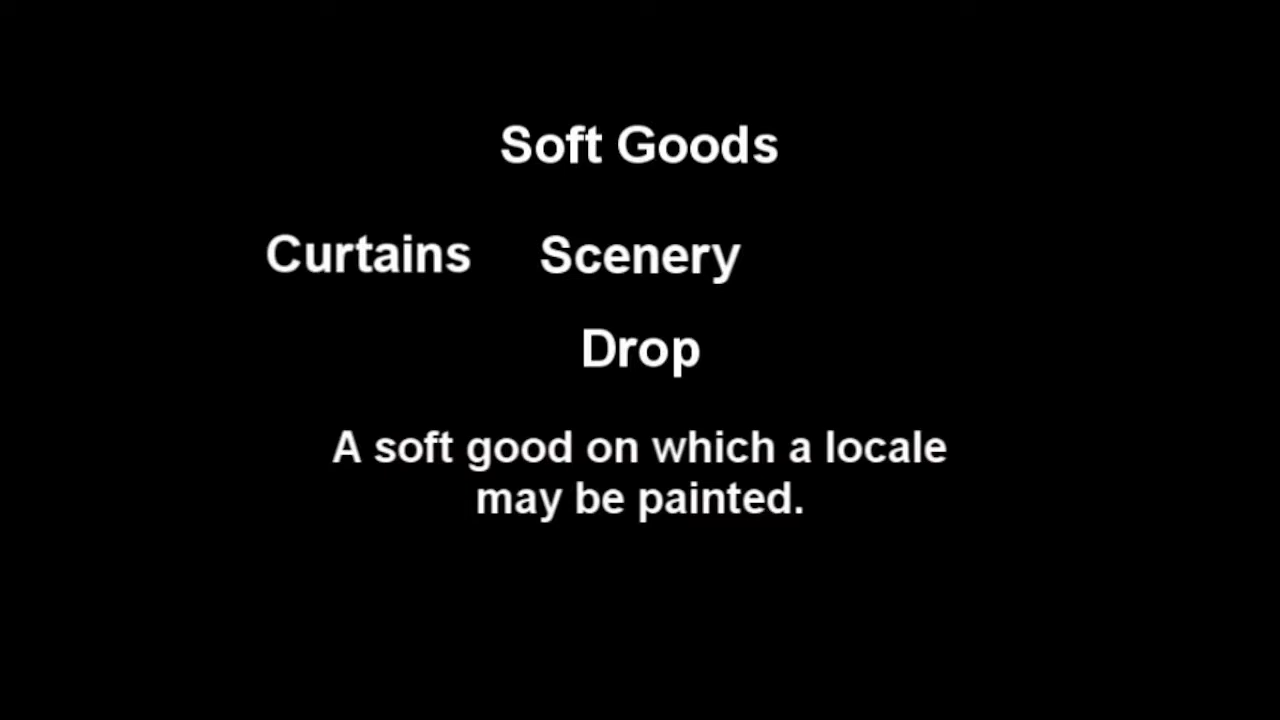 Soft Goods
Curtains Scenery
Drop
A soft good on which a locale
may be painted.